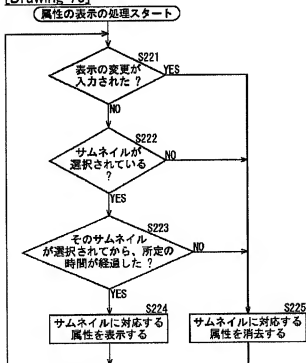 属性の表示の処理スタート
S221
表示の変更が
入力された ?
YES
NO
S222
サムネイルが
選択されている
?
NO
YES
S223
そのサムネイル
が選択されてから、所定の
時間が経過した ?
NO
YES
S224
サムネイルに対応する
属性を表示する
S225
サムネイルに対応する
属性を消去する